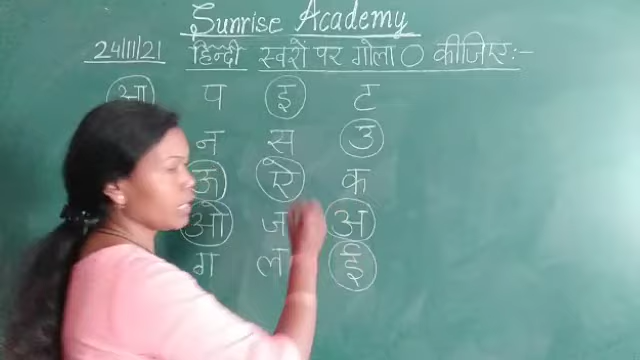 Sunrise Academy
24/11/21 हिन्दी स्वरों पर गोला O कीजिए:-
आ प इ ट
न स उ
ऊ ऐ क
ओ ज अ
ग ल ई